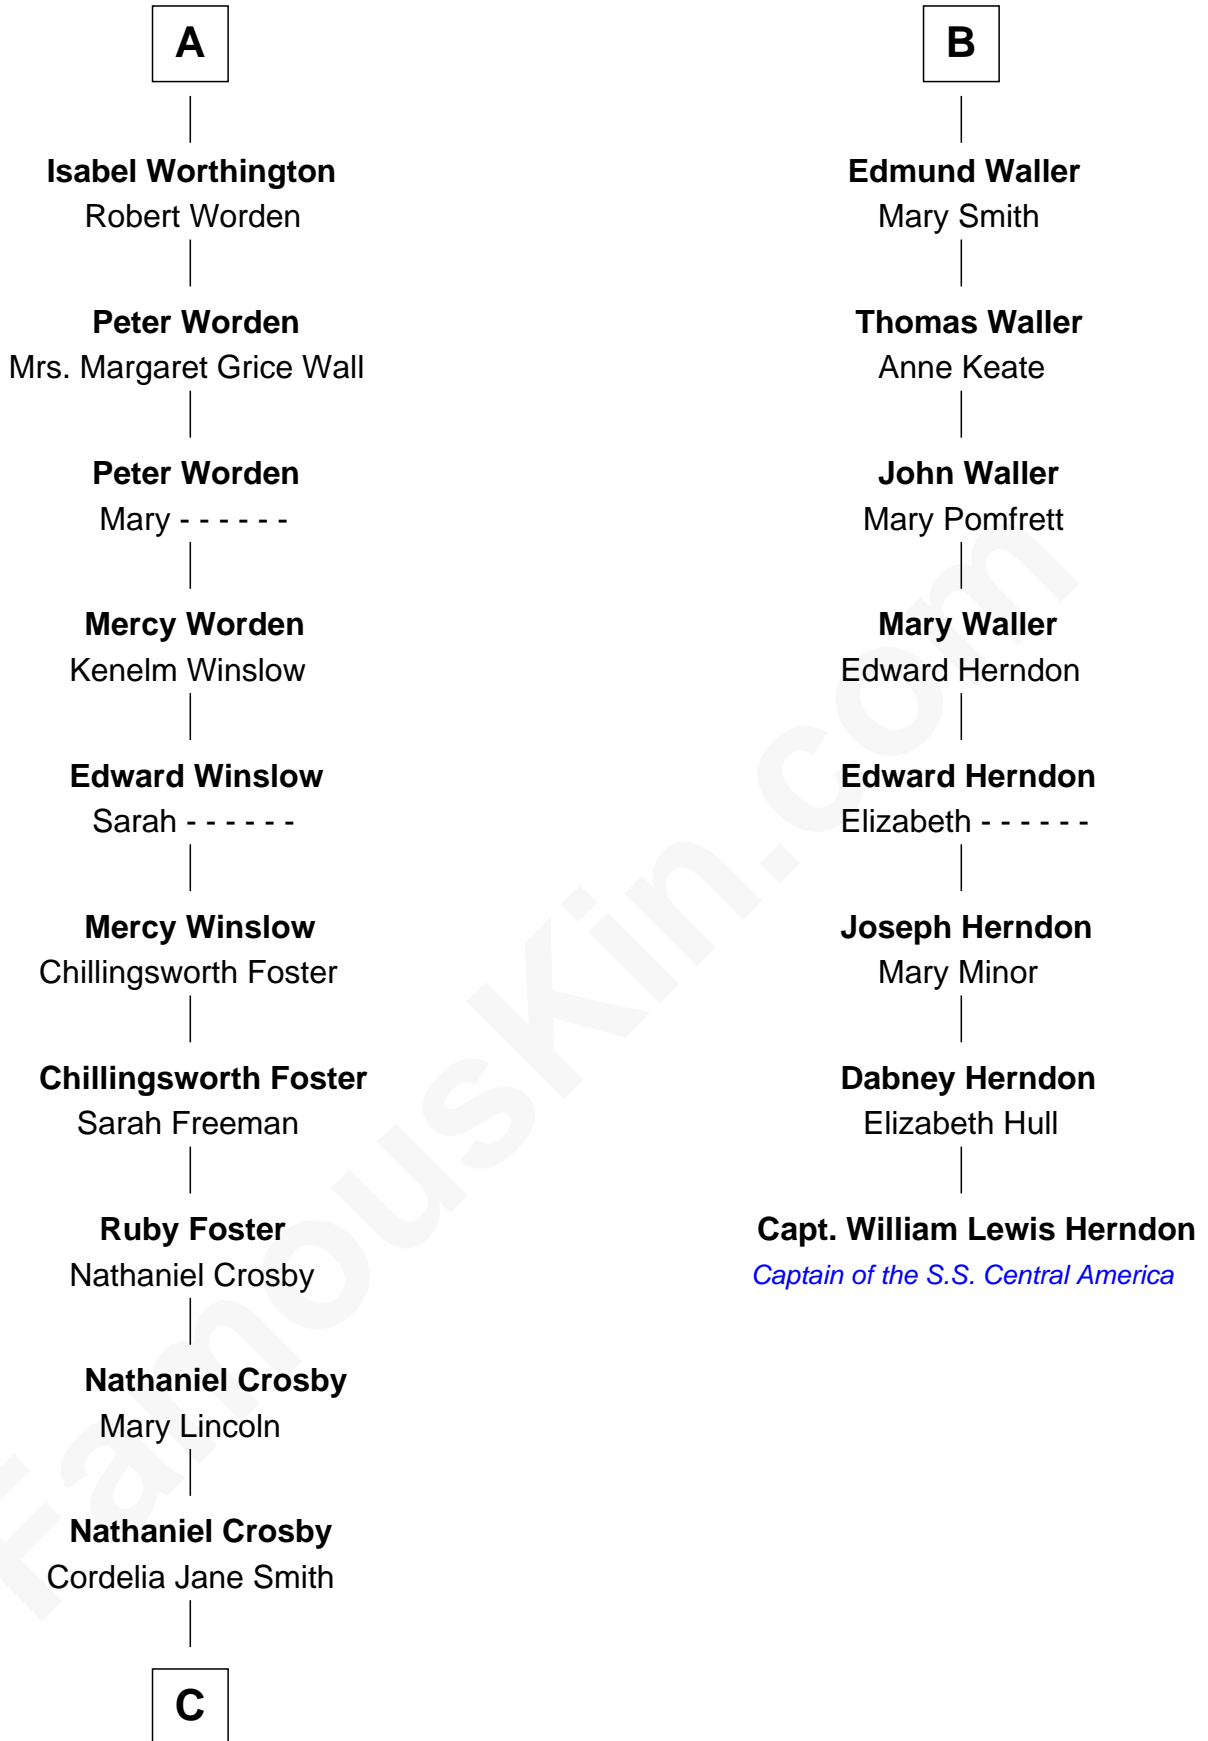 A
Isabel Worthington
Robert Worden
Peter Worden
Mrs. Margaret Grice Wall
Peter Worden
Mary - - - - - -
Mercy Worden
Kenelm Winslow
Edward Winslow
Sarah - - - - - -
Mercy Winslow
Chillingsworth Foster
Chillingsworth Foster
Sarah Freeman
Ruby Foster
Nathaniel Crosby
Nathaniel Crosby
Mary Lincoln
Nathaniel Crosby
Cordelia Jane Smith
C
B
Edmund Waller
Mary Smith
Thomas Waller
Anne Keate
John Waller
Mary Pomfrett
Mary Waller
Edward Herndon
Edward Herndon
Elizabeth - - - - - -
Joseph Herndon
Mary Minor
Dabney Herndon
Elizabeth Hull
Capt. William Lewis Herndon
Captain of the S.S. Central America
FamousKin.com